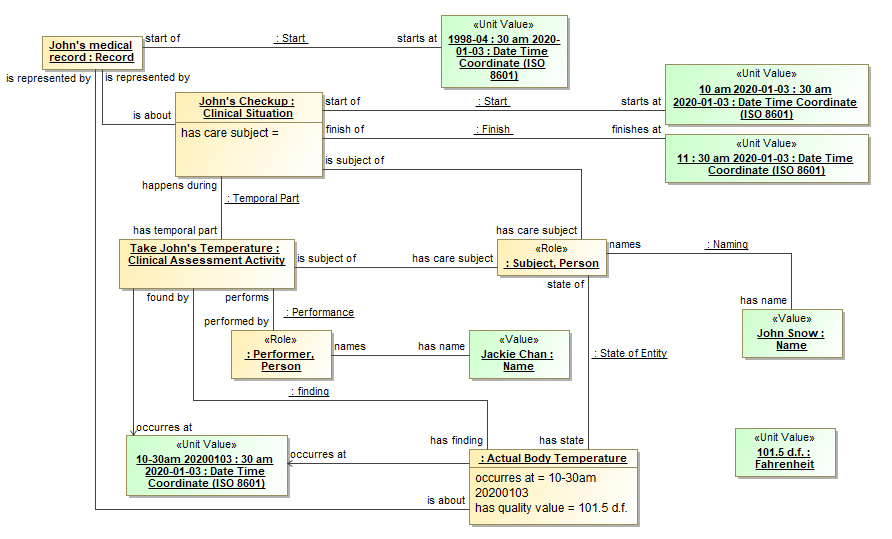 «Unit Value»
1998-04 : 30 am 2020-
01-03 : Date Time
Coordinate (ISO
8601)
John's medical
record : Record
start of
: Start
starts at
is represented by
is represented by
is about
John's Checkup :
Clinical Situation
has care subject =
start of
: Start
starts at
«Unit Value»
10 am 2020-01-03 : 30 am
2020-01-03 : Date Time Coordinate
(ISO 8601)
finish of
: Finish
finishes at
«Unit Value»
11 : 30 am 2020-01-03 : Date Time
Coordinate (ISO 8601)
is subject of
happens during
: Temporal Part
has temporal part
has care subject
Take John's Temperature :
Clinical Assessment Activity
is subject of
has care subject
«Role»
: Subject, Person
names
: Naming
has name
«Value»
John Snow :
Name
state of
found by
performs
: Performance
performed by
«Role»
: Performer,
Person
names
has name
«Value»
Jackie Chan :
Name
: State of Entity
: finding
occurres at
has finding
has state
«Unit Value»
10-30am 20200103 : 30 am
2020-01-03 : Date Time
Coordinate (ISO 8601)
occurres at
: Actual Body Temperature
occurres at = 10-30am
20200103
has quality value = 101.5 d.f.
is about
«Unit Value»
101.5 d.f. :
Fahrenheit